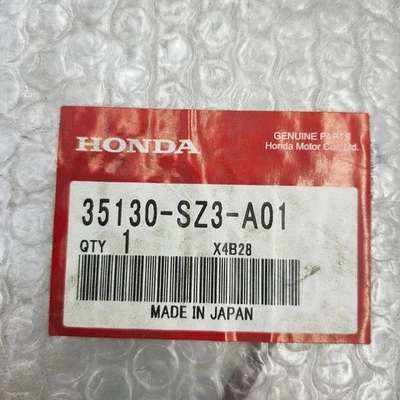 HONDA
GENUINE PARTS
Honda Motor Co., Ltd.
35130-SZ3-A01
QTY 1 X4B28
MADE IN JAPAN